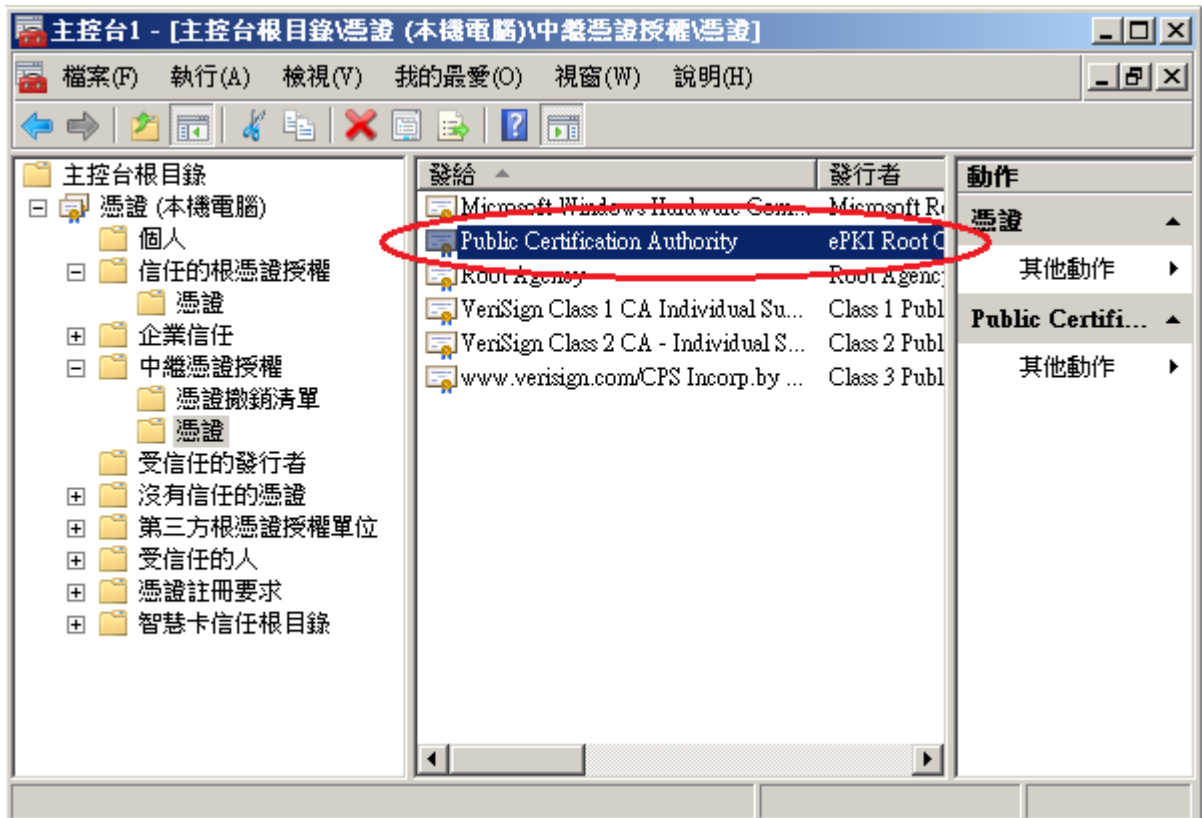 主控台1 - [主控台根目錄\憑證 (本機電腦)\中繼憑證授權\憑證]
檔案(F) 執行(A) 檢視(V) 我的最愛(O) 視窗(W) 說明(H)
主控台根目錄
憑證 (本機電腦)
個人
信任的根憑證授權
憑證
企業信任
中繼憑證授權
憑證撤銷清單
憑證
受信任的發行者
沒有信任的憑證
第三方根憑證授權單位
受信任的人
憑證註冊要求
智慧卡信任根目錄
發給 發行者
Microsoft Windows Hardware Com... Microsoft R
Public Certification Authority ePKI Root C
Root Agency Root Agenc
VeriSign Class 1 CA Individual Su... Class 1 Publ
VeriSign Class 2 CA - Individual S... Class 2 Publ
www.verisign.com/CPS Incorp.by ... Class 3 Publ
動作
憑證
其他動作
Public Certifi...
其他動作